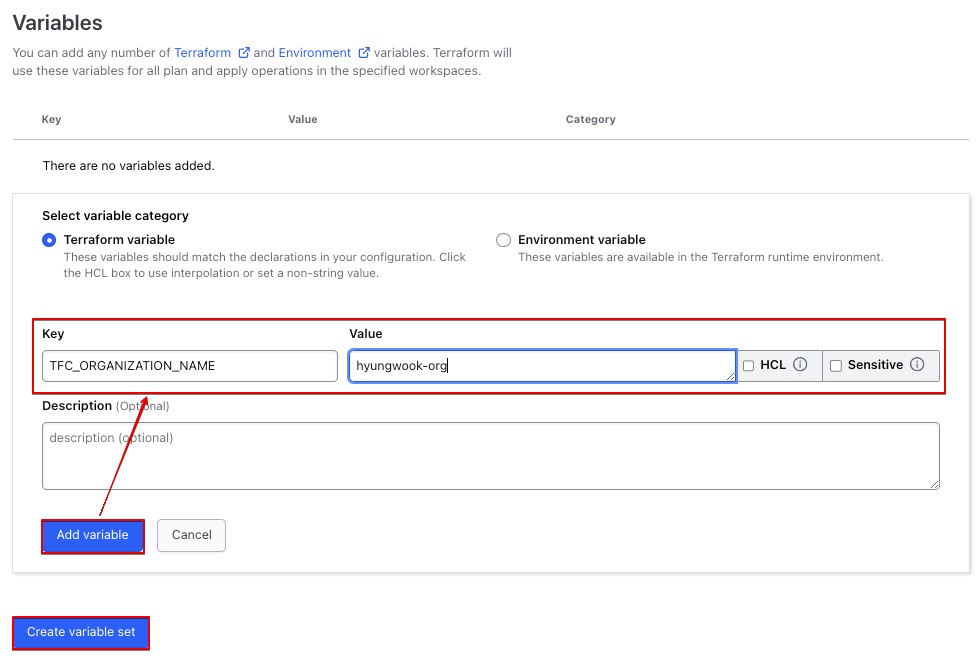 Variables
You can add any number of Terraform and Environment variables. Terraform will
use these variables for all plan and apply operations in the specified workspaces.
Key Value Category
There are no variables added.
Select variable category
Terraform variable
These variables should match the declarations in your configuration. Click
the HCL box to use interpolation or set a non-string value.
Environment variable
These variables are available in the Terraform runtime environment.
Key Value
TFC_ORGANIZATION_NAME hyungwook-org HCL Sensitive
Description (Optional)
description (optional)
Add variable Cancel
Create variable set